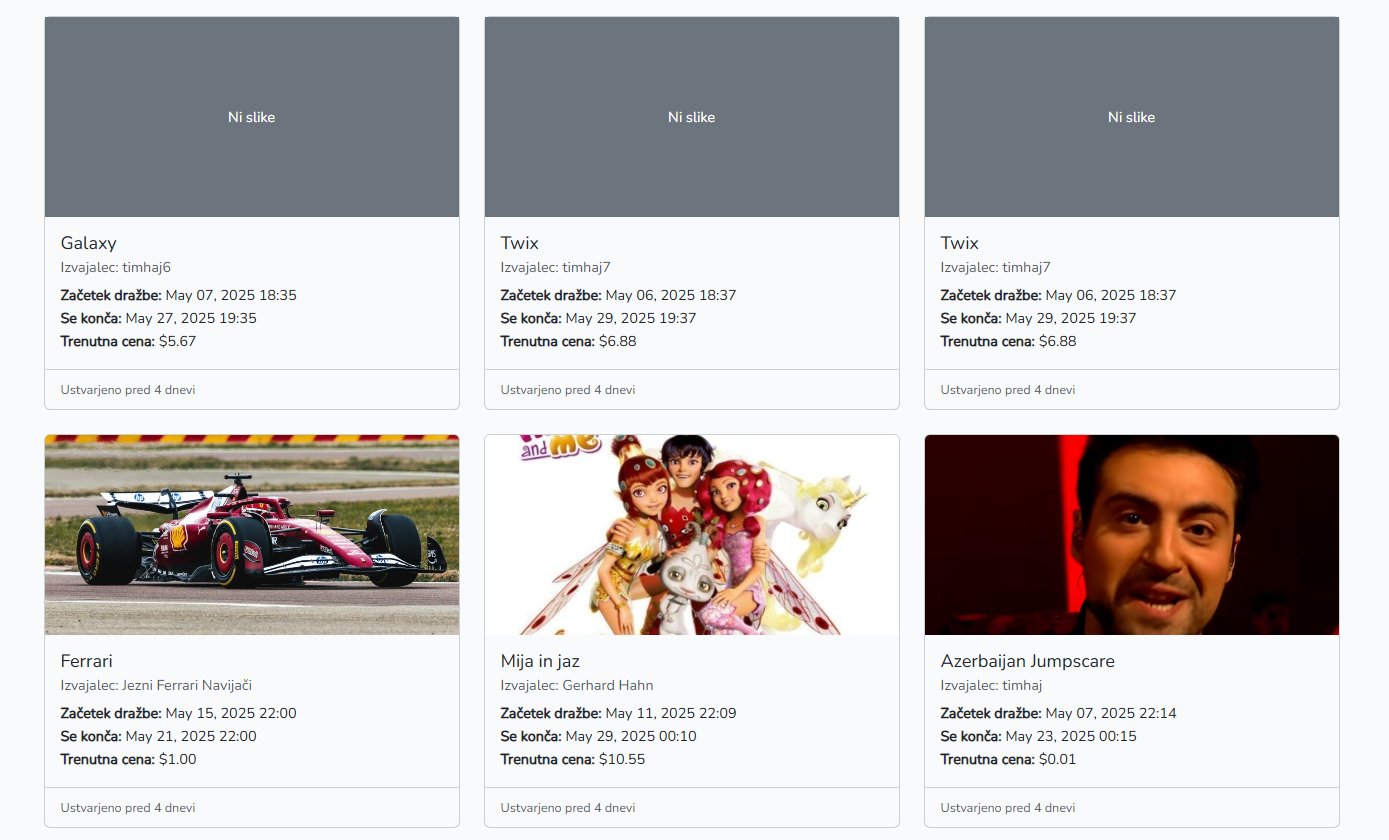 Ni slike
Ni slike
Ni slike
Galaxy
Izvajalec: timhaj6
Začetek dražbe: May 07, 2025 18:35
Se konča: May 27, 2025 19:35
Trenutna cena: $5.67
Ustvarjeno pred 4 dnevi
Twix
Izvajalec: timhaj7
Začetek dražbe: May 06, 2025 18:37
Se konča: May 29, 2025 19:37
Trenutna cena: $6.88
Ustvarjeno pred 4 dnevi
Twix
Izvajalec: timhaj7
Začetek dražbe: May 06, 2025 18:37
Se konča: May 29, 2025 19:37
Trenutna cena: $6.88
Ustvarjeno pred 4 dnevi
hp
Ferrari
Izvajalec: Jezni Ferrari Navijači
Začetek dražbe: May 15, 2025 22:00
Se konča: May 21, 2025 22:00
Trenutna cena: $1.00
Ustvarjeno pred 4 dnevi
and me
Mija in jaz
Izvajalec: Gerhard Hahn
Začetek dražbe: May 11, 2025 22:09
Se konča: May 29, 2025 00:10
Trenutna cena: $10.55
Ustvarjeno pred 4 dnevi
Azerbaijan Jumpscare
Izvajalec: timhaj
Začetek dražbe: May 07, 2025 22:14
Se konča: May 23, 2025 00:15
Trenutna cena: $0.01
Ustvarjeno pred 4 dnevi